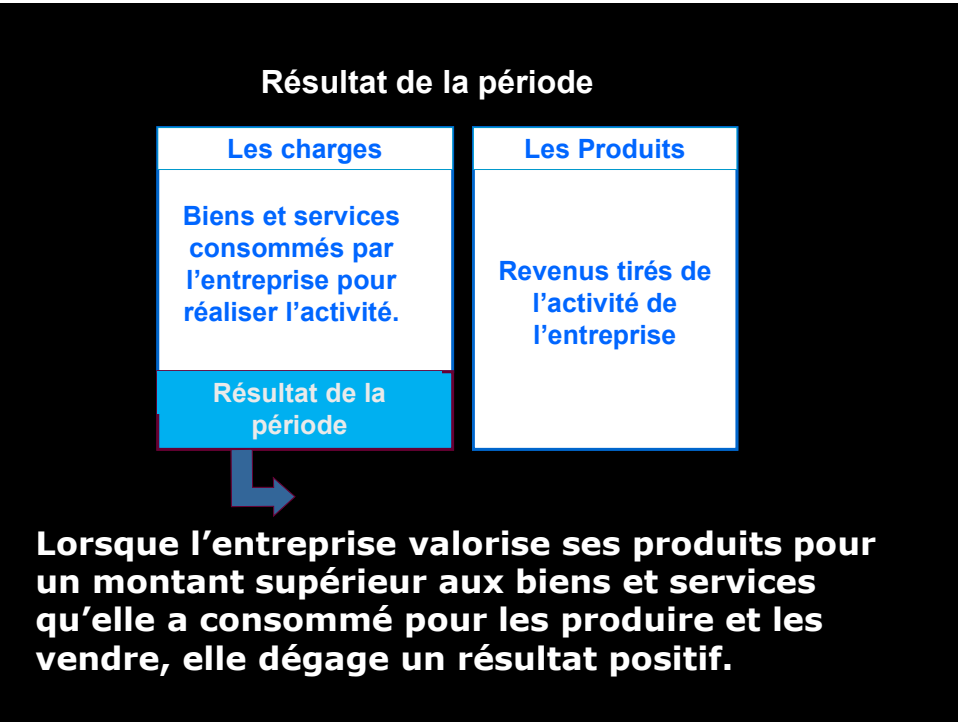 Résultat de la période
Les charges
Biens et services
consommés par
l’entreprise pour
réaliser l’activité.
Résultat de la
période
Les Produits
Revenus tirés de
l’activité de
l’entreprise
Lorsque l’entreprise valorise ses produits pour
un montant supérieur aux biens et services
qu’elle a consommé pour les produire et les
vendre, elle dégage un résultat positif.